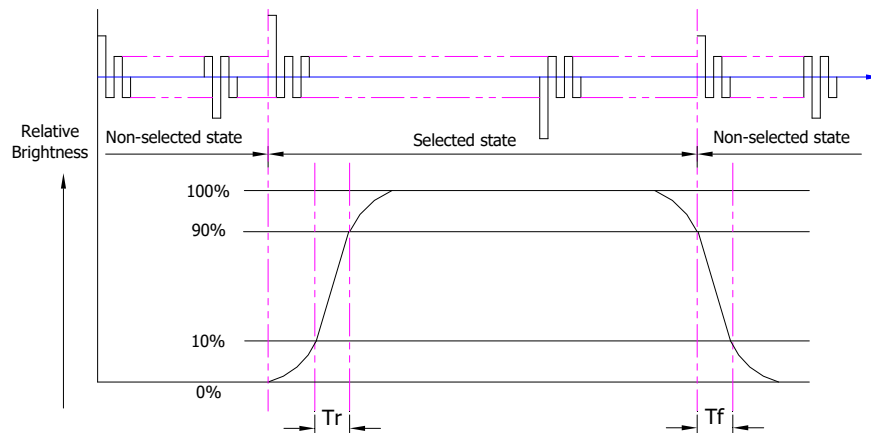 Relative
Brightness
Non-selected state
Selected state
Non-selected state
100%
90%
10%
0%
Tr
Tf